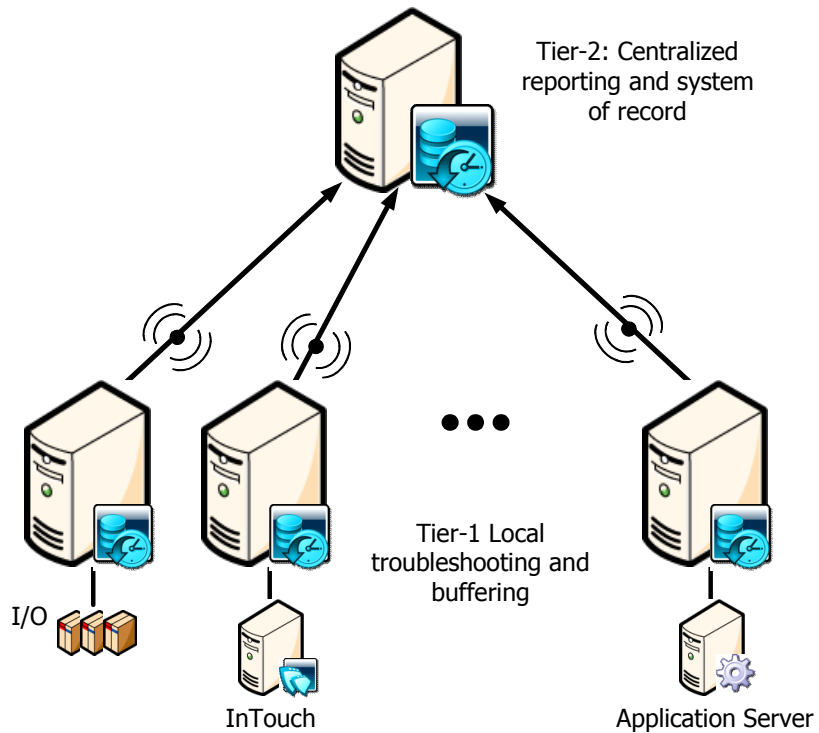 Tier-2: Centralized
reporting and system
of record
Tier-1 Local
troubleshooting and
buffering
I/O
InTouch
Application Server